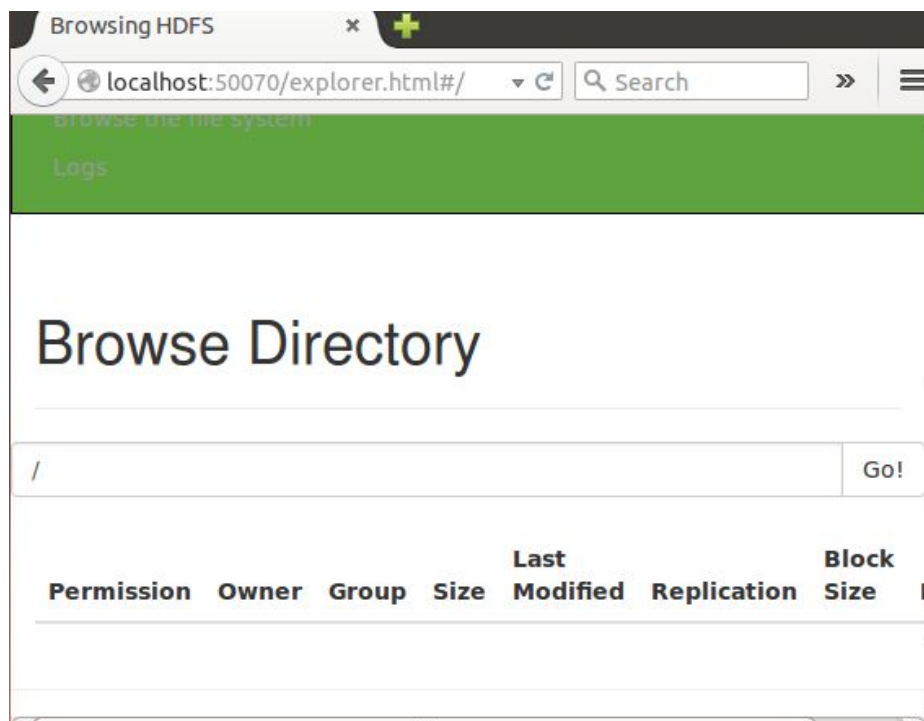 Browsing HDFS
localhost:50070/explorer.html#/
Search
Browse the file system
Logs
Browse Directory
/
Go!
Permission Owner Group Size Last Modified Replication Block Size